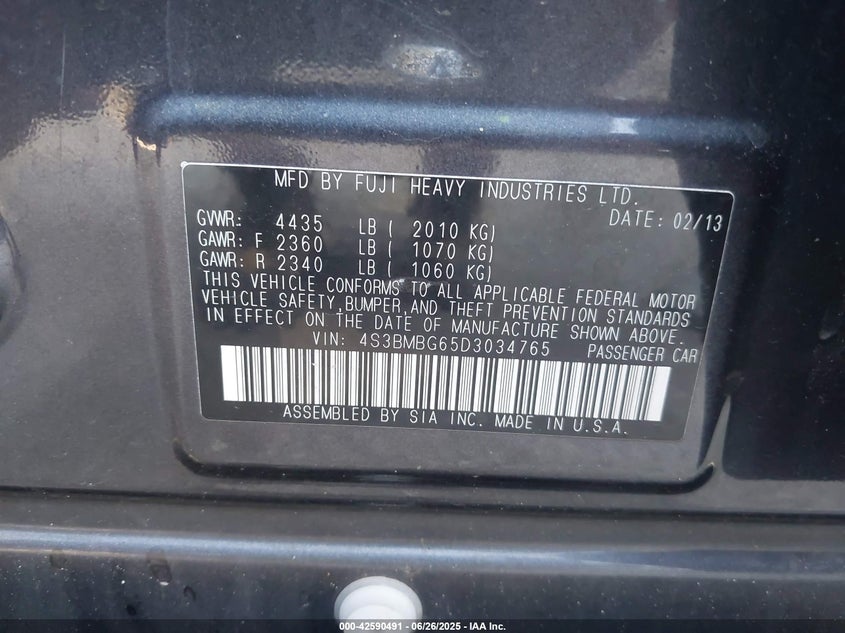 MFD BY FUJI HEAVY INDUSTRIES LTD.
GVWR: 4435 LB ( 2010 KG) DATE: 02/13
GAWR: F 2360 LB ( 1070 KG)
GAWR: R 2340 LB ( 1060 KG)
THIS VEHICLE CONFORMS TO ALL APPLICABLE FEDERAL MOTOR
VEHICLE SAFETY, BUMPER, AND THEFT PREVENTION STANDARDS
IN EFFECT ON THE DATE OF MANUFACTURE SHOWN ABOVE.
VIN: 4S3BMBG65D3034765 PASSENGER CAR
ASSEMBLED BY SIA INC. MADE IN U.S.A.
000-42590491 - 06/26/2025 - IAA Inc.